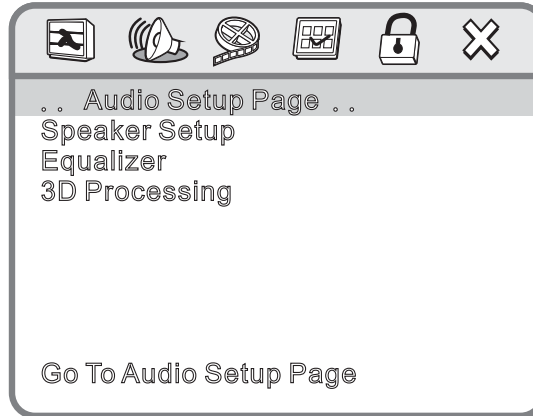 . . Audio Setup Page . .
Speaker Setup
Equalizer
3D Processing
Go To Audio Setup Page